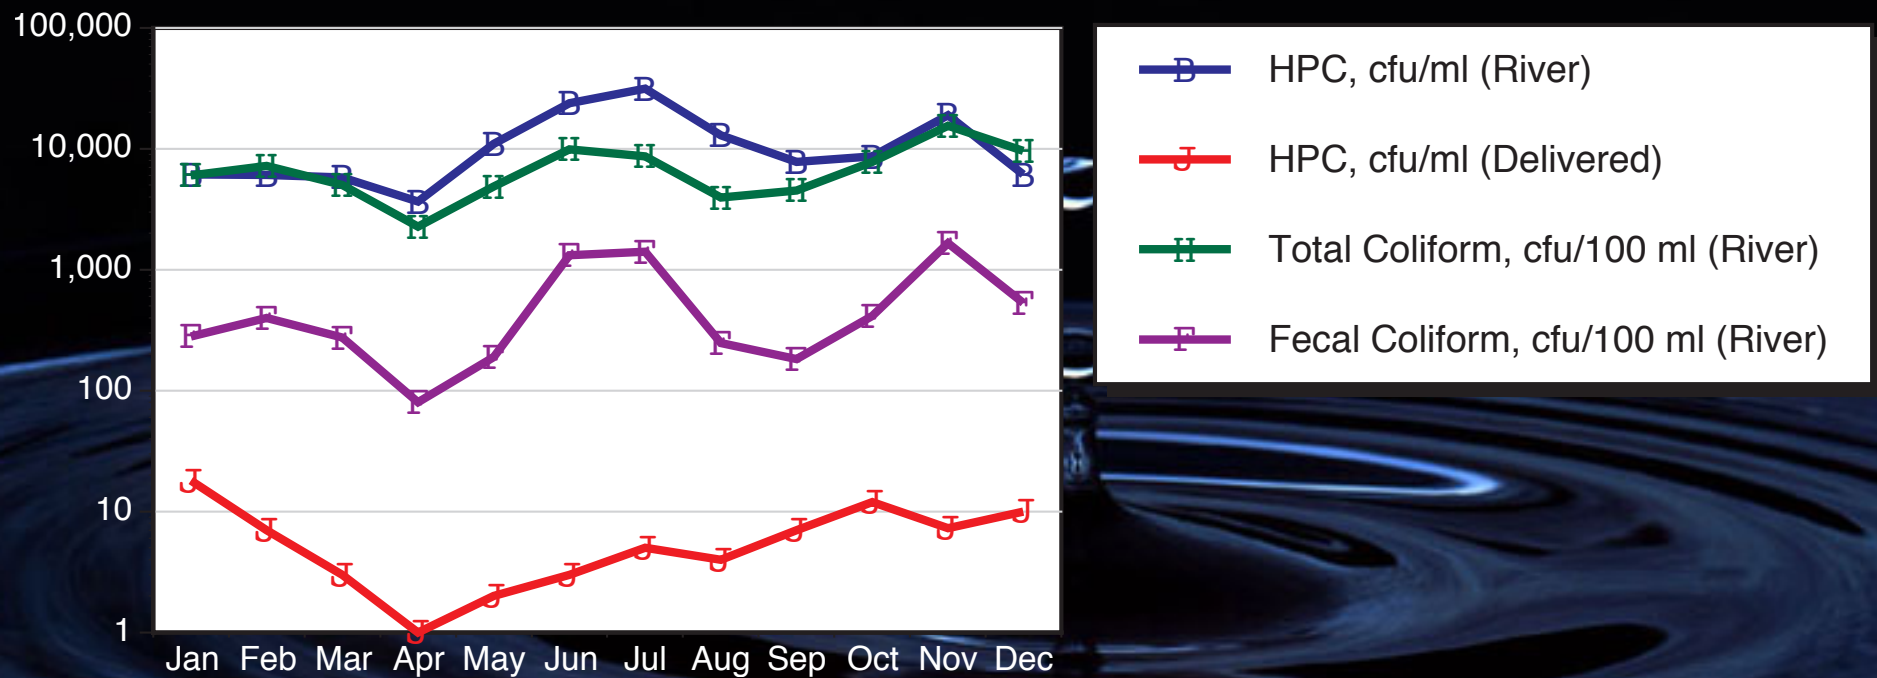 100,000
10,000
1,000
100
10
1
Jan Feb Mar Apr May Jun Jul Aug Sep Oct Nov Dec
B HPC, cfu/ml (River)
J HPC, cfu/ml (Delivered)
H Total Coliform, cfu/100 ml (River)
F Fecal Coliform, cfu/100 ml (River)